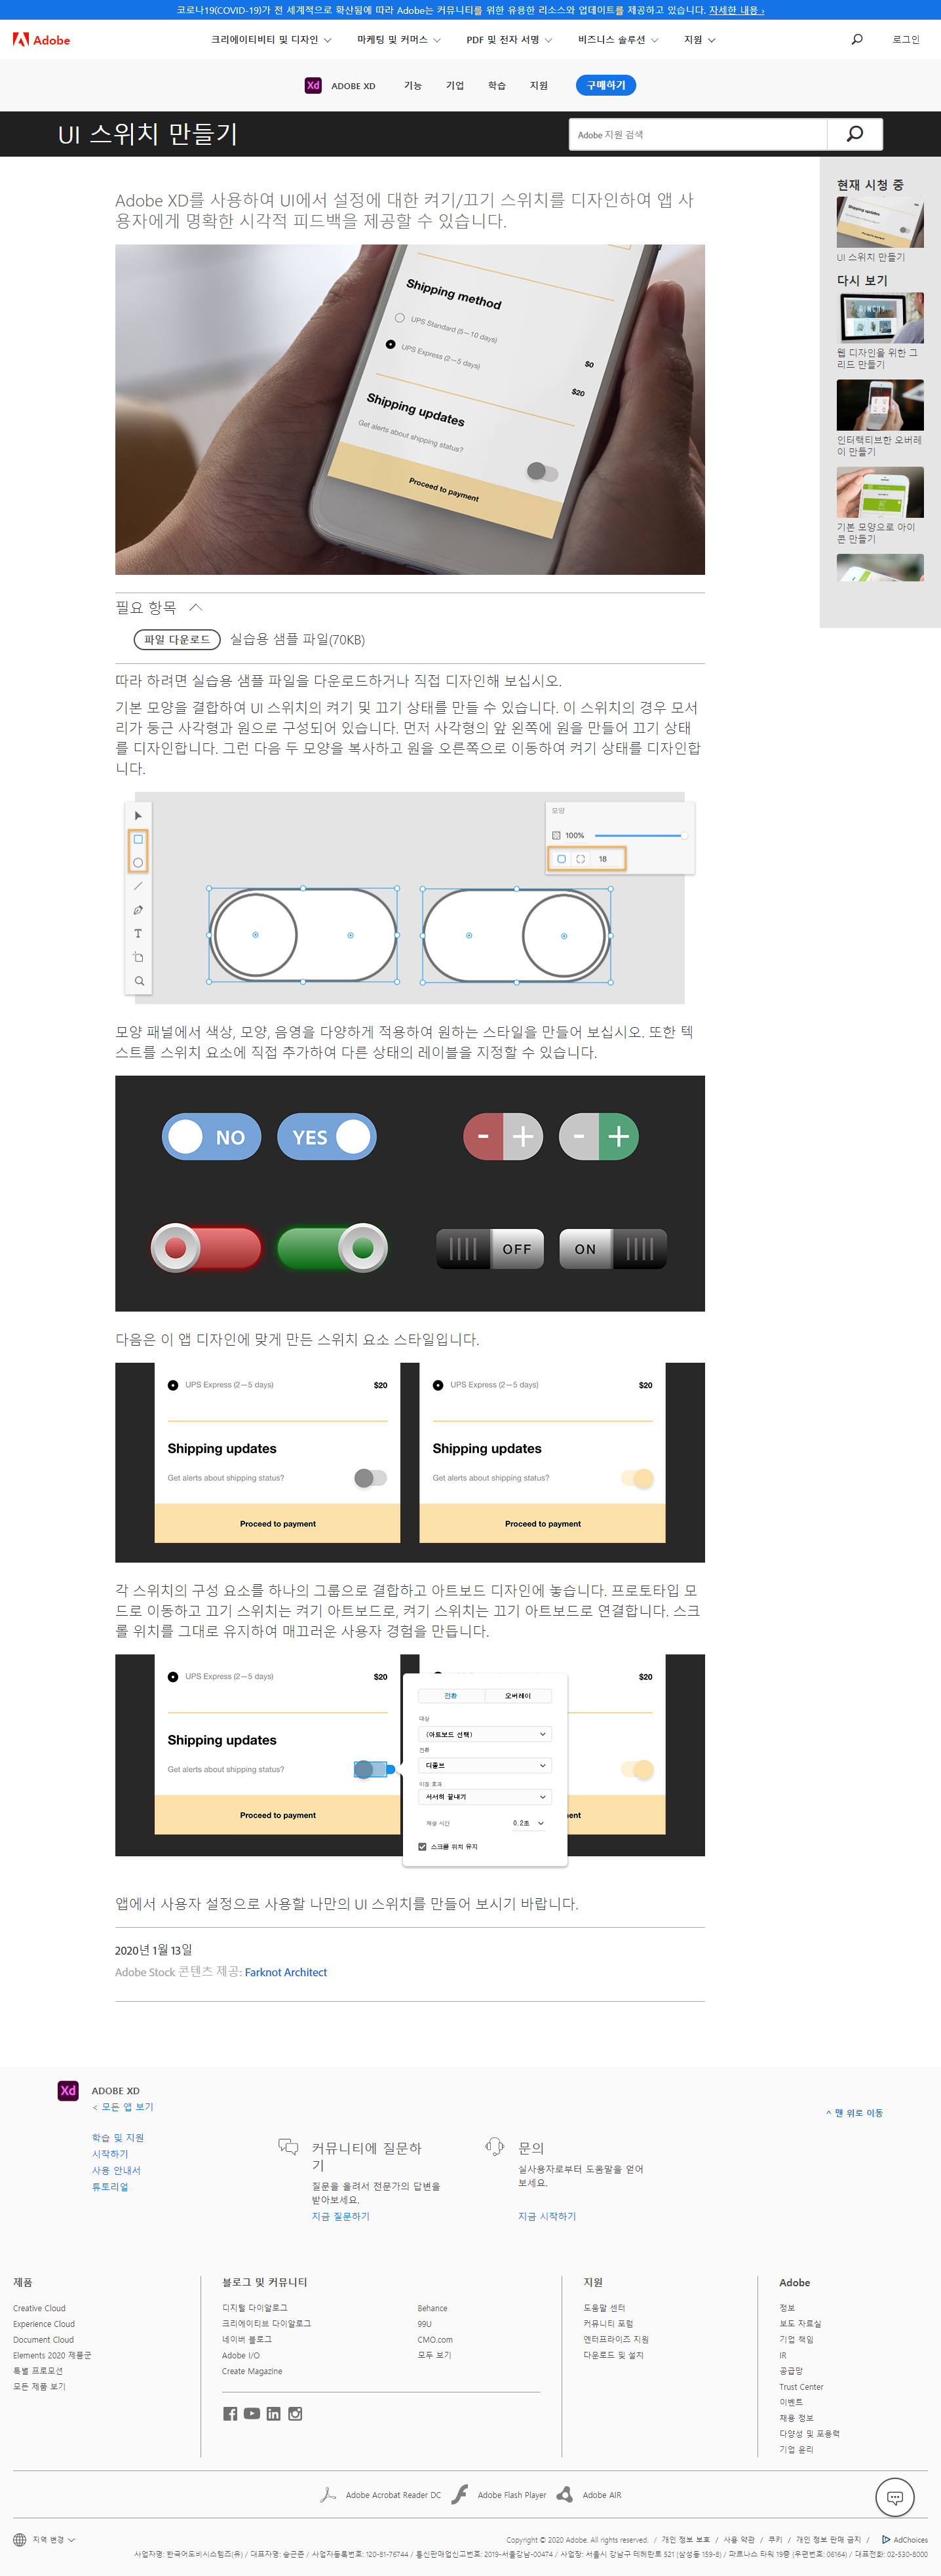 코로나19(COVID-19)가 전 세계적으로 확산됨에 따라 Adobe는 커뮤니티를 위한 유용한 리소스와 업데이트를 제공하고 있습니다. 자세한 내용 ›
Adobe
크리에이티비티 및 디자인
마케팅 및 커머스
PDF 및 전자 서명
비즈니스 솔루션
지원
로그인
Xd ADOBE XD
기능
기업
학습
지원
구매하기
UI 스위치 만들기
Adobe 지원 검색
현재 시청 중
UI 스위치 만들기
다시 보기
웹 디자인을 위한 그
리드 만들기
인터랙티브한 오버레
이 만들기
기본 모양으로 아이
콘 만들기
Adobe XD를 사용하여 UI에서 설정에 대한 켜기/끄기 스위치를 디자인하여 앱 사
용자에게 명확한 시각적 피드백을 제공할 수 있습니다.
Shipping method
UPS Standard (5—10 days)
$0
UPS Express (2—5 days)
$20
Shipping updates
Get alerts about shipping status?
Proceed to payment
필요 항목
파일 다운로드 실습용 샘플 파일(70KB)
따라 하려면 실습용 샘플 파일을 다운로드하거나 직접 디자인해 보십시오.
기본 모양을 결합하여 UI 스위치의 켜기 및 끄기 상태를 만들 수 있습니다. 이 스위치의 경우 모서
리가 둥근 사각형과 원으로 구성되어 있습니다. 먼저 사각형의 앞 왼쪽에 원을 만들어 끄기 상태
를 디자인합니다. 그런 다음 두 모양을 복사하고 원을 오른쪽으로 이동하여 켜기 상태를 디자인합
니다.
모양
100%
18
T
모양 패널에서 색상, 모양, 음영을 다양하게 적용하여 원하는 스타일을 만들어 보십시오. 또한 텍
스트를 스위치 요소에 직접 추가하여 다른 상태의 레이블을 지정할 수 있습니다.
NO YES - + - +
OFF ON
다음은 이 앱 디자인에 맞게 만든 스위치 요소 스타일입니다.
UPS Express (2—5 days) $20
Shipping updates
Get alerts about shipping status?
Proceed to payment
UPS Express (2—5 days) $20
Shipping updates
Get alerts about shipping status?
Proceed to payment
각 스위치의 구성 요소를 하나의 그룹으로 결합하고 아트보드 디자인에 놓습니다. 프로토타입 모
드로 이동하고 끄기 스위치는 켜기 아트보드로, 켜기 스위치는 끄기 아트보드로 연결합니다. 스크
롤 위치를 그대로 유지하여 매끄러운 사용자 경험을 만듭니다.
UPS Express (2—5 days) $20
Shipping updates
Get alerts about shipping status?
Proceed to payment
전환 오버레이
대상
(아트보드 선택)
전환
디졸브
이징 효과
서서히 끝내기
재생 시간 0.2초
스크롤 위치 유지
$20
ent
앱에서 사용자 설정으로 사용할 나만의 UI 스위치를 만들어 보시기 바랍니다.
2020년 1월 13일
Adobe Stock 콘텐츠 제공: Farknot Architect
Xd ADOBE XD
< 모든 앱 보기
^ 맨 위로 이동
학습 및 지원
시작하기
사용 안내서
튜토리얼
커뮤니티에 질문하
기
질문을 올려서 전문가의 답변을
받아보세요.
지금 질문하기
문의
실사용자로부터 도움말을 얻어
보세요.
지금 시작하기
제품
Creative Cloud
Experience Cloud
Document Cloud
Elements 2020 제품군
특별 프로모션
모든 제품 보기
블로그 및 커뮤니티
디지털 다이얼로그
크리에이티브 다이얼로그
네이버 블로그
Adobe I/O
Create Magazine
Behance
99U
CMO.com
모두 보기
지원
도움말 센터
커뮤니티 포럼
엔터프라이즈 지원
다운로드 및 설치
Adobe
정보
보도 자료실
기업 책임
IR
공급망
Trust Center
이벤트
채용 정보
다양성 및 포용력
기업 윤리
Adobe Acrobat Reader DC
Adobe Flash Player
Adobe AIR
지역 변경
Copyright © 2020 Adobe. All rights reserved. / 개인 정보 보호 / 사용 약관 / 쿠키 / 개인 정보 판매 금지 / AdChoices
사업자명: 한국어도비시스템즈(유) / 대표자명: 숭군존 / 사업자등록번호: 120-81-76744 / 통신판매업신고번호: 2019-서울강남-00474 / 사업장: 서울시 강남구 테헤란로 521 (삼성동 159-8) / 파르나스 타워 19층 (우편번호: 06164) / 대표전화: 02-530-8000